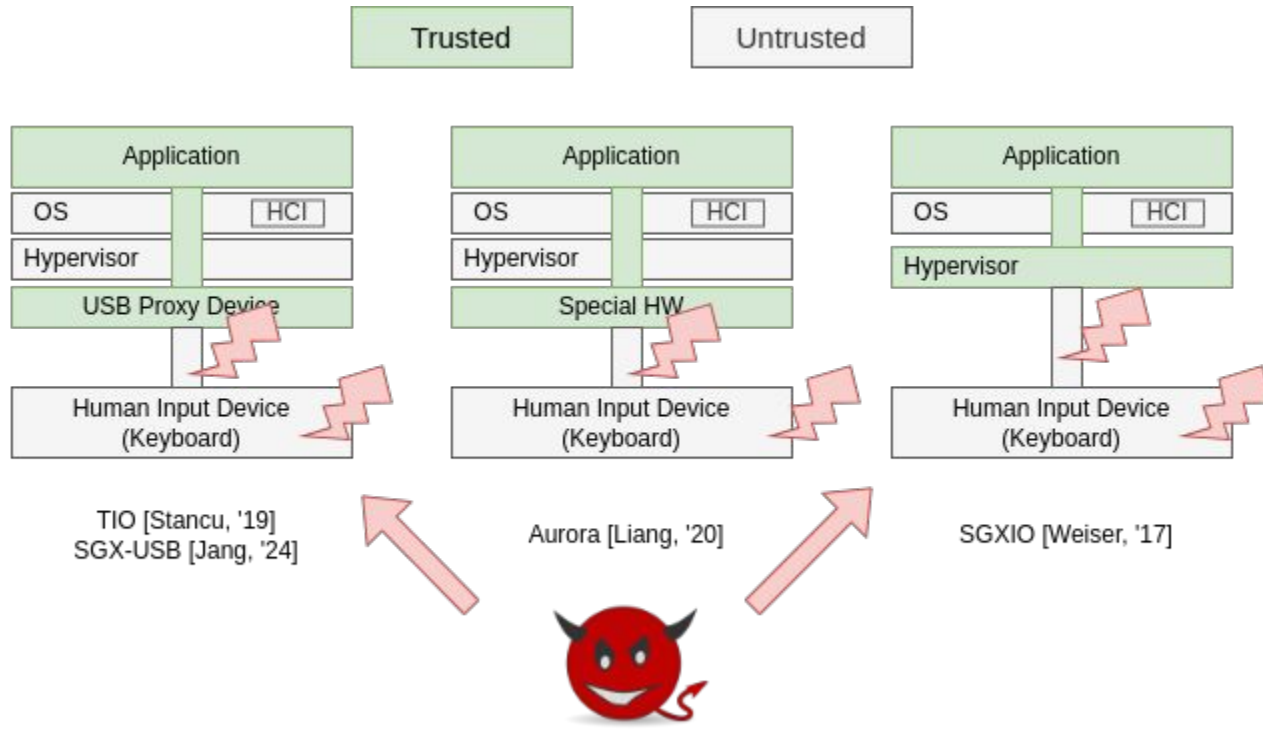 Trusted
Untrusted
Application
OS
HCI
Hypervisor
USB Proxy Device
Human Input Device
(Keyboard)
TIO [Stancu, '19]
SGX-USB [Jang, '24]
Application
OS
HCI
Hypervisor
Special HW
Human Input Device
(Keyboard)
Aurora [Liang, '20]
Application
OS
HCI
Hypervisor
Human Input Device
(Keyboard)
SGXIO [Weiser, '17]